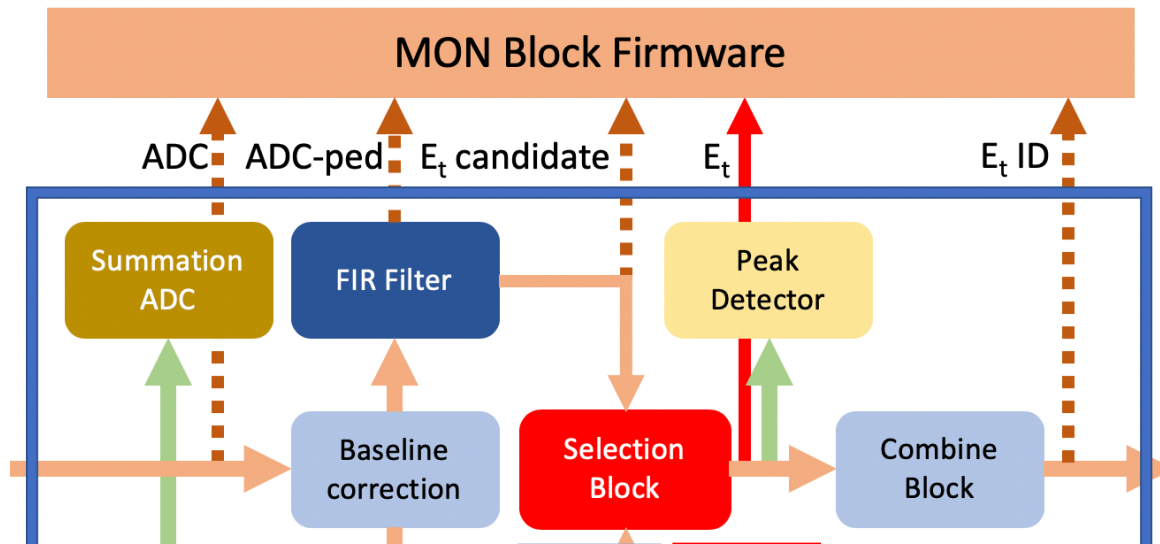 MON Block Firmware
ADC ADC-ped Et candidate Et Et ID
Summation
ADC
FIR Filter
Peak
Detector
Baseline
correction
Selection
Block
Combine
Block